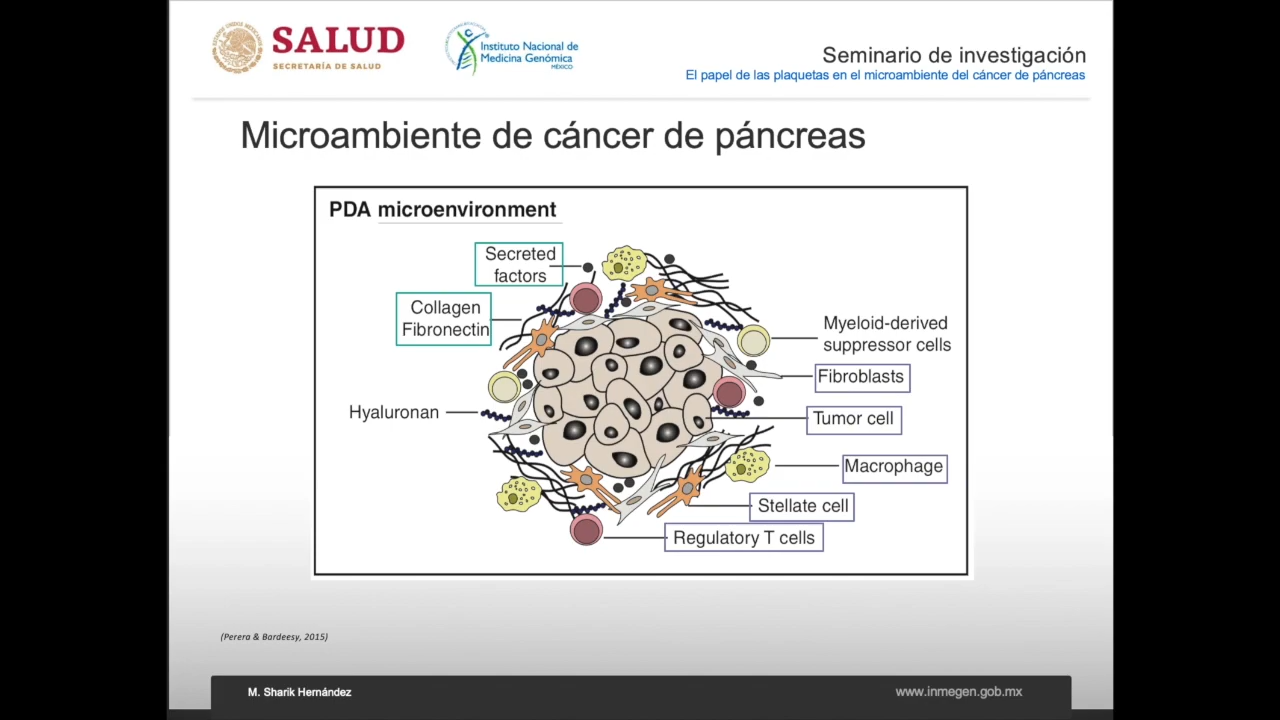 SALUD
SECRETARÍA DE SALUD
Instituto Nacional de
Medicina Genómica
MÉXICO
Seminario de investigación
El papel de las plaquetas en el microambiente del cáncer de páncreas
Microambiente de cáncer de páncreas
PDA microenvironment
Secreted
factors
Collagen
Fibronectin
Hyaluronan
Myeloid-derived
suppressor cells
Fibroblasts
Tumor cell
Macrophage
Stellate cell
Regulatory T cells
(Perera & Bardeesy, 2015)
M. Sharik Hernández
www.inmegen.gob.mx